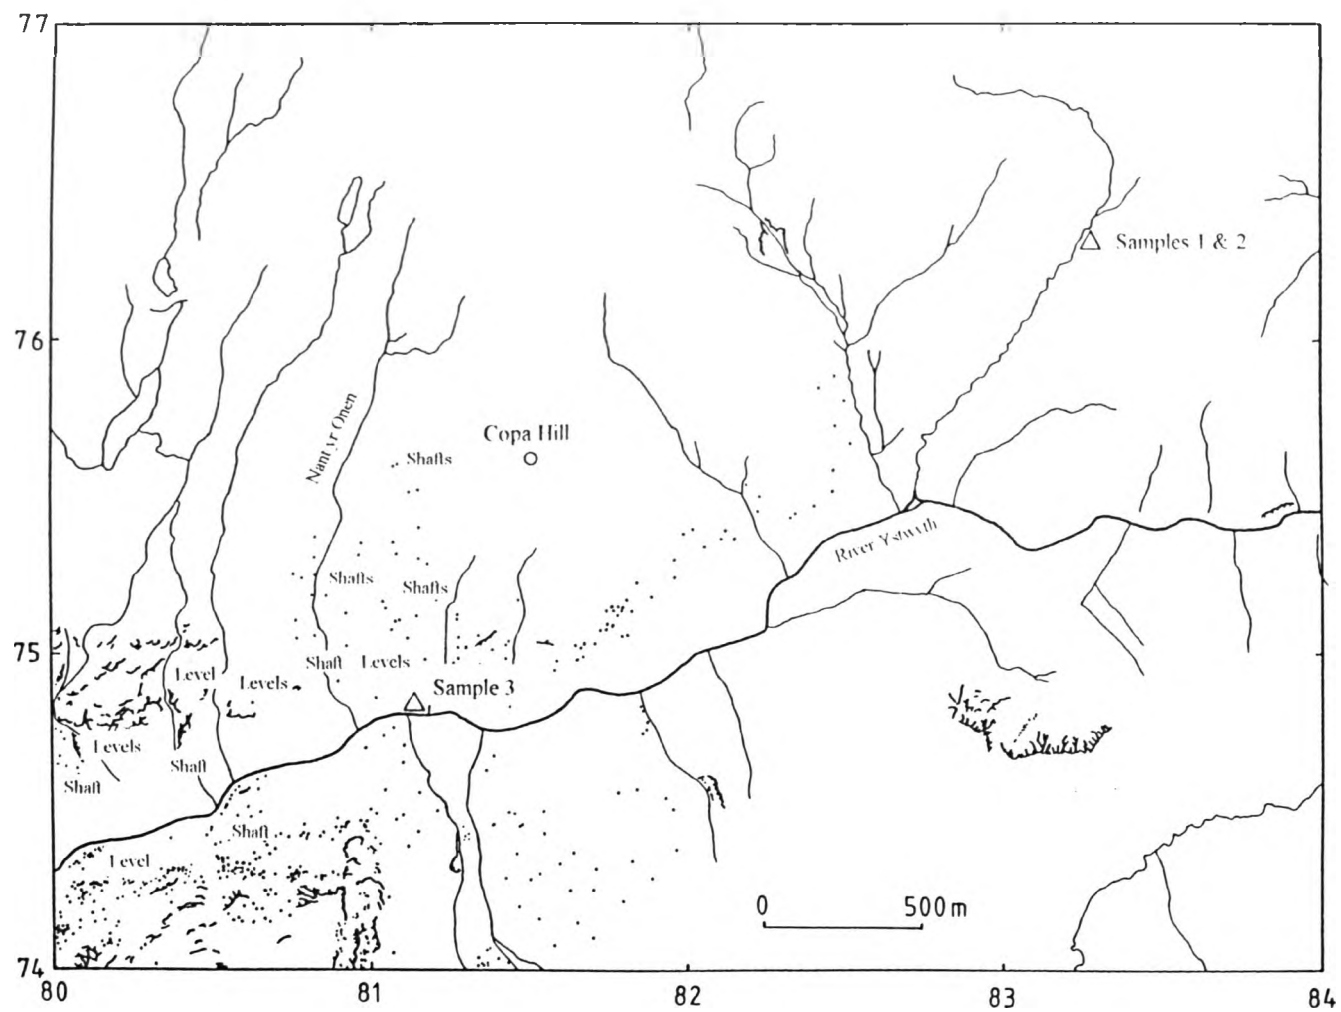 77
Samples 1 & 2
76
Nant yr Onen
Copa Hill
Shafts
River Ystwyth
Shafts
Shafts
75
Shaft
Levels
Level
Levels
Sample 3
Levels
Shaft
Shaft
Shaft
Level
0
500m
74
80
81
82
83
84